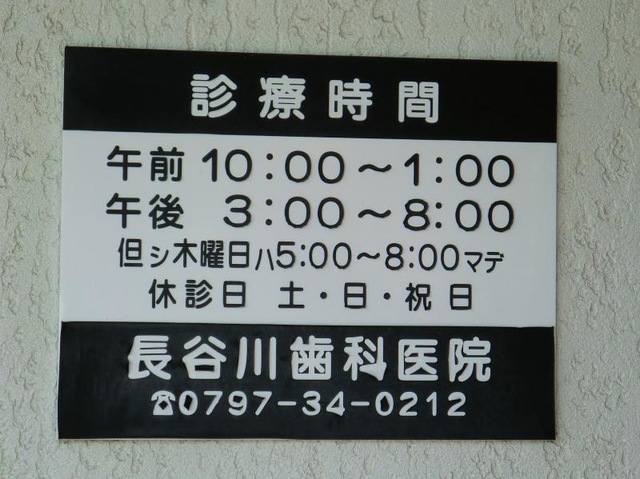 診療時間
午前 10:00〜1:00
午後 3:00〜8:00
但シ木曜日ハ5:00〜8:00マデ
休診日 土・日・祝日
長谷川歯科医院
☎0797-34-0212